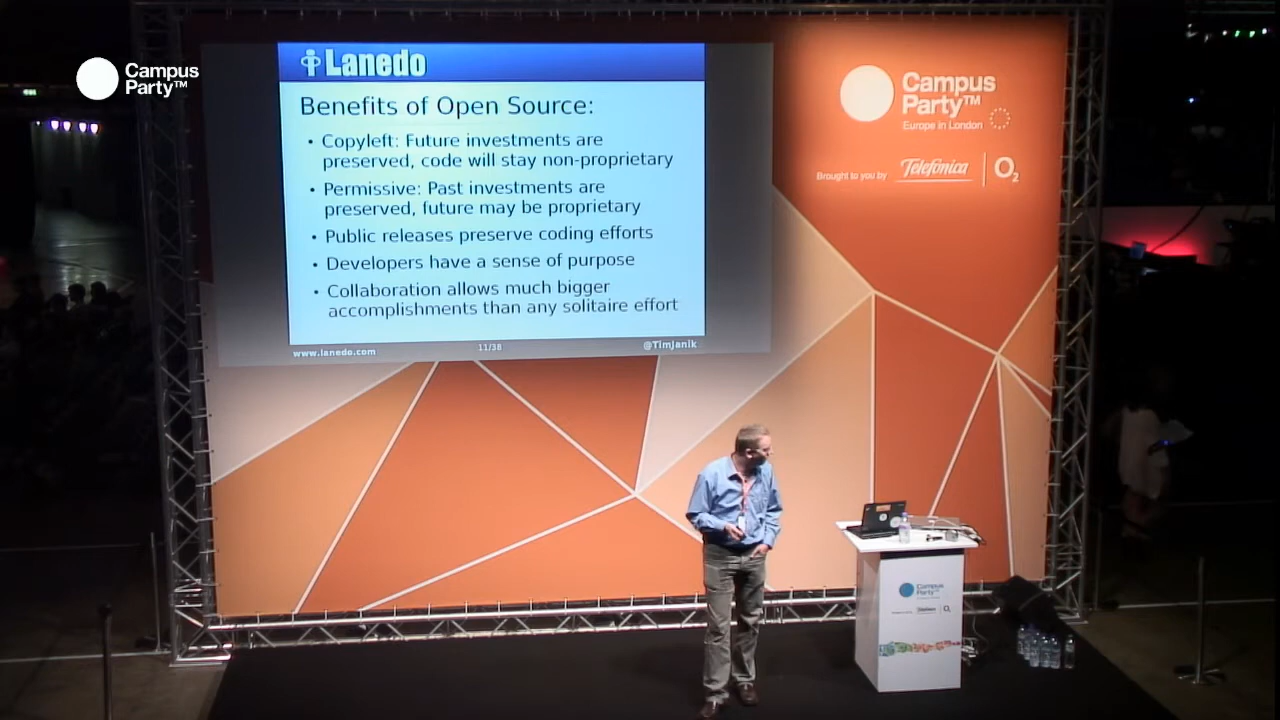 Campus
Party™
Lanedo
Benefits of Open Source:
• Copyleft: Future investments are
preserved, code will stay non-proprietary
• Permissive: Past investments are
preserved, future may be proprietary
• Public releases preserve coding efforts
• Developers have a sense of purpose
• Collaboration allows much bigger
accomplishments than any solitaire effort
www.lanedo.com
11/38
@TimJanik
Campus
Party™
Europe in London
Brought to you by
Telefónica
O2
Campus
Party™
O2